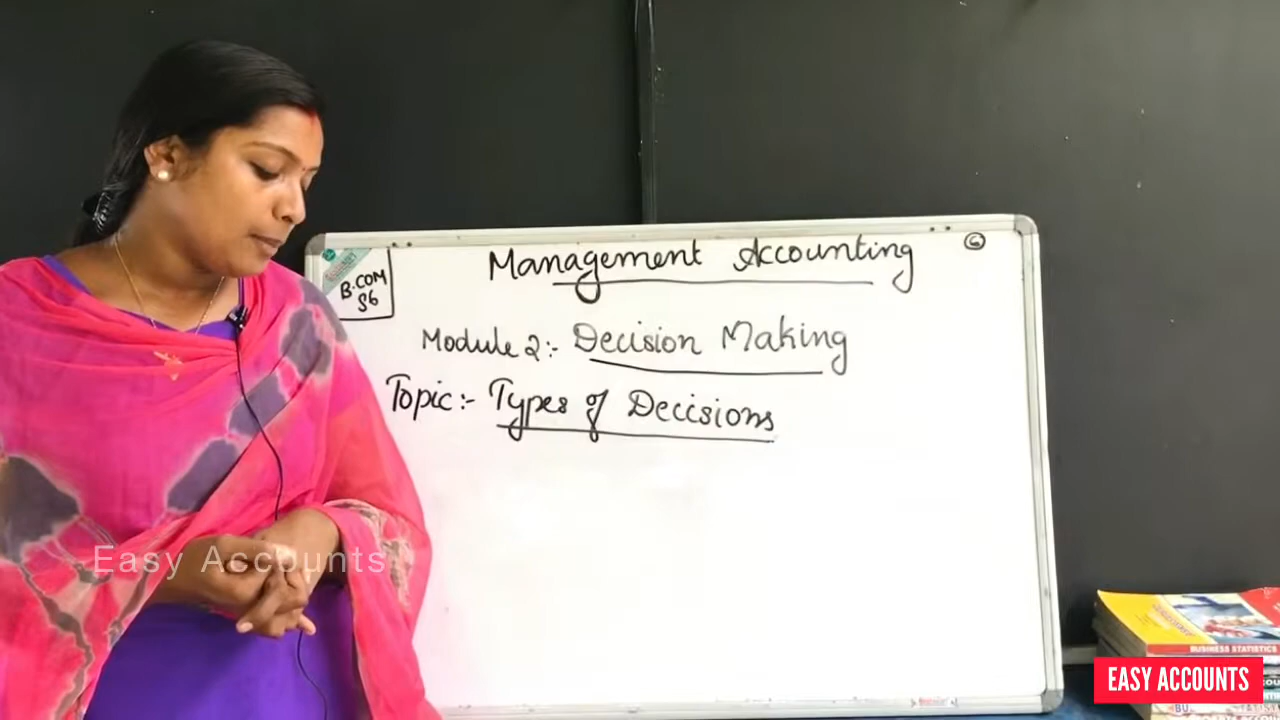 Management Accounting
6
B.COM
S6
Module 2:- Decision Making
Topic:- Types of Decisions
Easy Accounts
BUSINESS STATISTICS
EASY ACCOUNTS